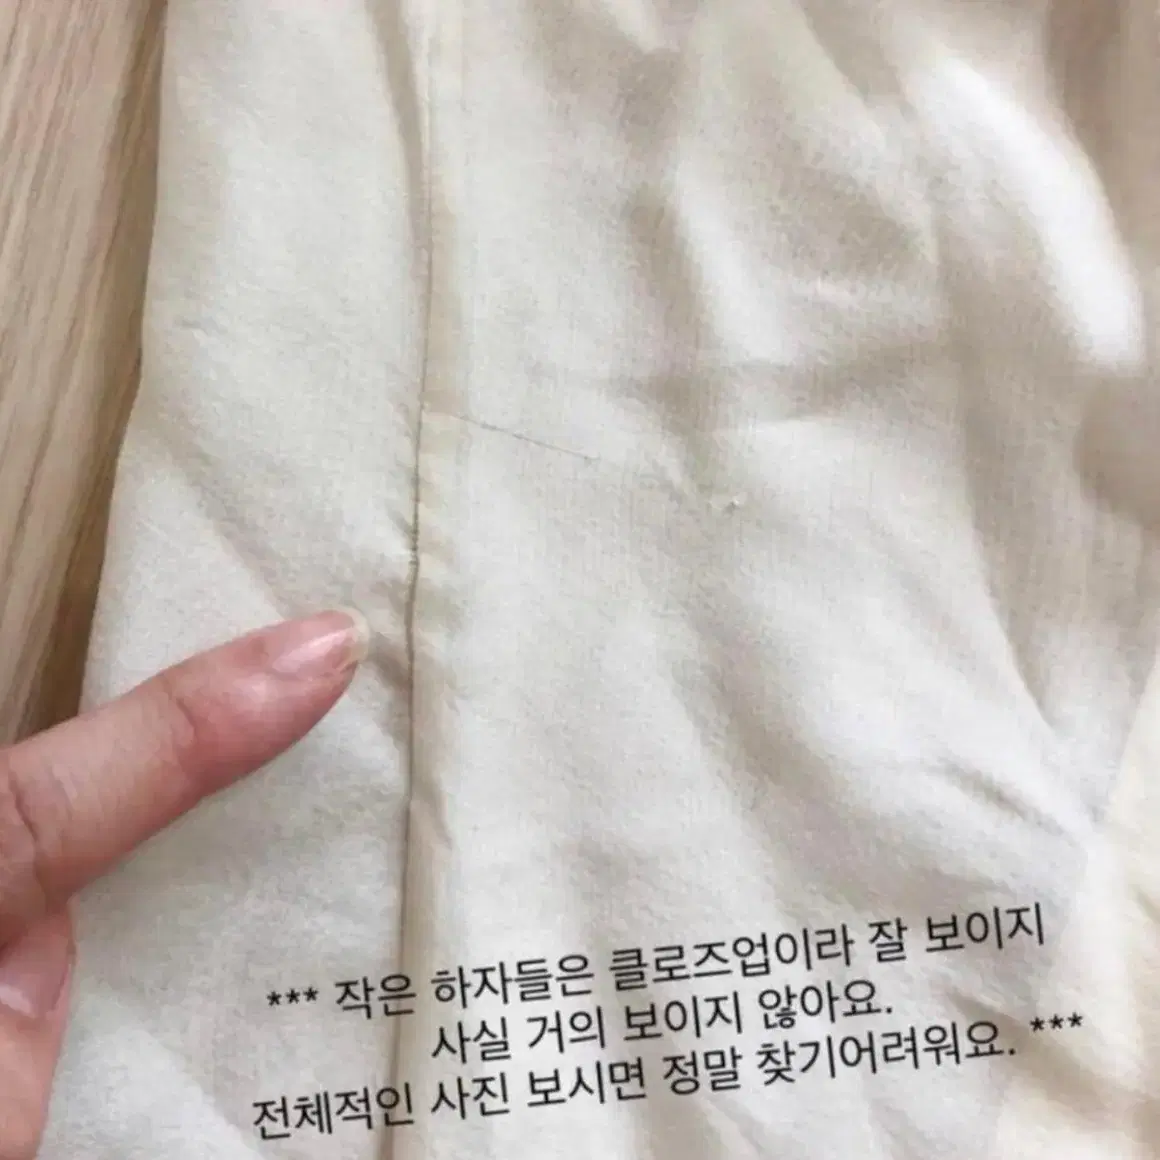 *** 작은 하자들은 클로즈업이라 잘 보이지
사실 거의 보이지 않아요.
전체적인 사진 보시면 정말 찾기어려워요. ***